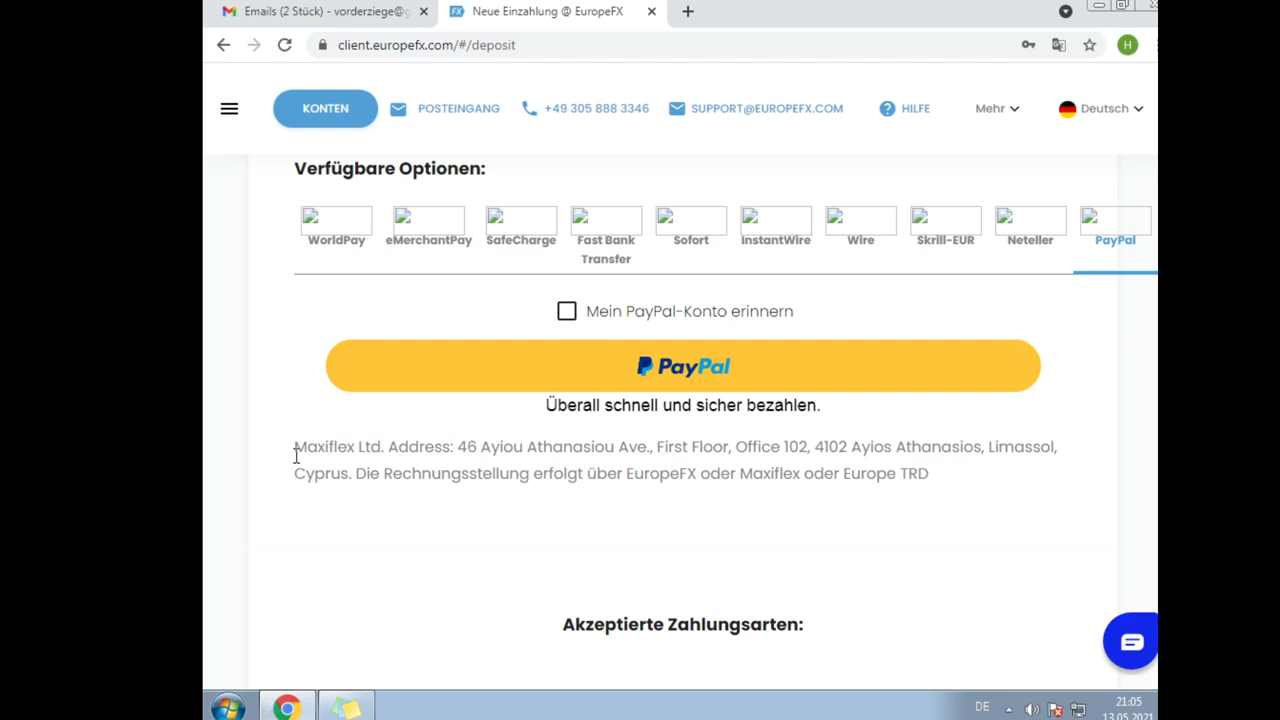 Emails (2 Stück) - vorderziege@g
Neue Einzahlung @ EuropeFX
client.europefx.com/#/deposit
H
KONTEN
POSTEINGANG
+49 305 888 3346
SUPPORT@EUROPEFX.COM
HILFE
Mehr
Deutsch
Verfügbare Optionen:
WorldPay
eMerchantPay
SafeCharge
Fast Bank
Transfer
Sofort
InstantWire
Wire
Skrill-EUR
Neteller
PayPal
Mein PayPal-Konto erinnern
PayPal
Überall schnell und sicher bezahlen.
Maxiflex Ltd. Address: 46 Ayiou Athanasiou Ave., First Floor, Office 102, 4102 Ayios Athanasios, Limassol,
Cyprus. Die Rechnungsstellung erfolgt über EuropeFX oder Maxiflex oder Europe TRD
Akzeptierte Zahlungsarten:
DE
21:05
13.05.2021